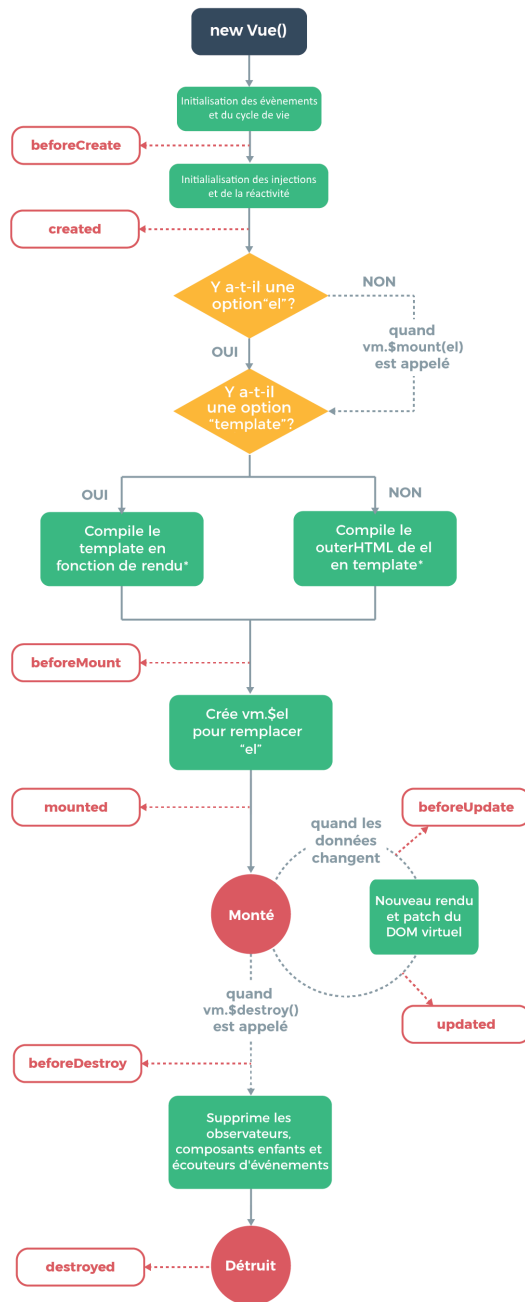 new Vue()
Initialisation des évènements
et du cycle de vie
beforeCreate
Initialialisation des injections
et de la réactivité
created
Y a-t-il une
option"el"?
NON
quand
vm.$mount(el)
est appelé
OUI
Y a-t-il
une option
"template"?
OUI
NON
Compile le
template en
fonction de rendu*
Compile le
outerHTML de el
en template*
beforeMount
Crée vm.$el
pour remplacer
"el"
mounted
quand les
données
changent
beforeUpdate
Monté
Nouveau rendu
et patch du
DOM virtuel
quand
vm.$destroy()
est appelé
updated
beforeDestroy
Supprime les
observateurs,
composants enfants et
écouteurs d'événements
destroyed
Détruit